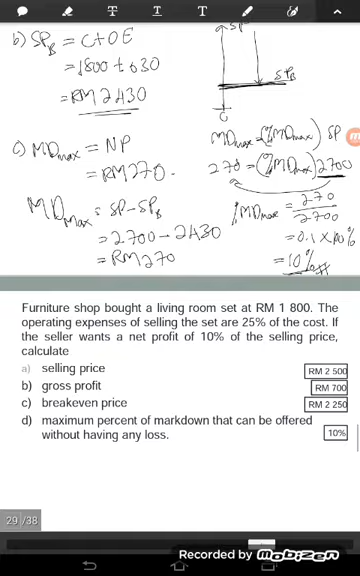 b) SP_B = C + OE
= 1800 + 630
= RM 2430
SP
SP_B
C
c) MD_max = NP
= RM 270
MD_max = SP - SP_B
= 2700 - 2430
= RM 270
MD_max = (% MD_max) SP
270 = (% MD_max) 2700
% MD_max = 270/2700
= 0.1 × 100%
= 10%
Furniture shop bought a living room set at RM 1 800. The
operating expenses of selling the set are 25% of the cost. If
the seller wants a net profit of 10% of the selling price,
calculate
a) selling price RM 2 500
b) gross profit RM 700
c) breakeven price RM 2 250
d) maximum percent of markdown that can be offered
without having any loss. 10%
29 /38
Recorded by Mobizen